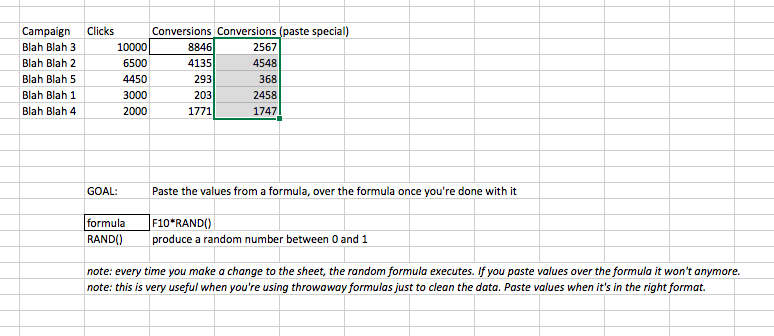 Campaign Clicks Conversions Conversions (paste special)
Blah Blah 3 10000 8846 2567
Blah Blah 2 6500 4135 4548
Blah Blah 5 4450 293 368
Blah Blah 1 3000 203 2458
Blah Blah 4 2000 1771 1747
GOAL: Paste the values from a formula, over the formula once you're done with it
formula F10*RAND()
RAND() produce a random number between 0 and 1
note: every time you make a change to the sheet, the random formula executes. If you paste values over the formula it won't anymore.
note: this is very useful when you're using throwaway formulas just to clean the data. Paste values when it's in the right format.